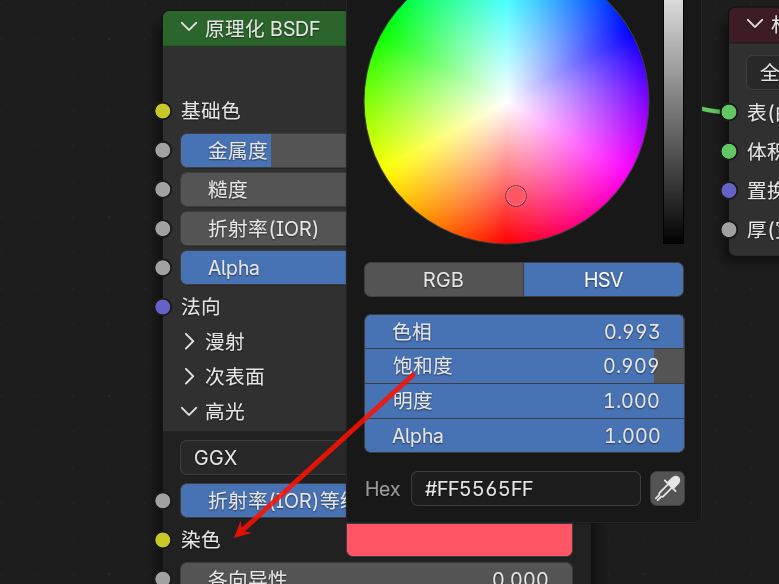 原理化 BSDF
基础色
金属度
糙度
折射率(IOR)
Alpha
法向
漫射
次表面
高光
GGX
折射率(IOR)等级
染色
各向异性 0.000
RGB HSV
色相 0.993
饱和度 0.909
明度 1.000
Alpha 1.000
Hex #FF5565FF
全
表(
体积
置换
厚(